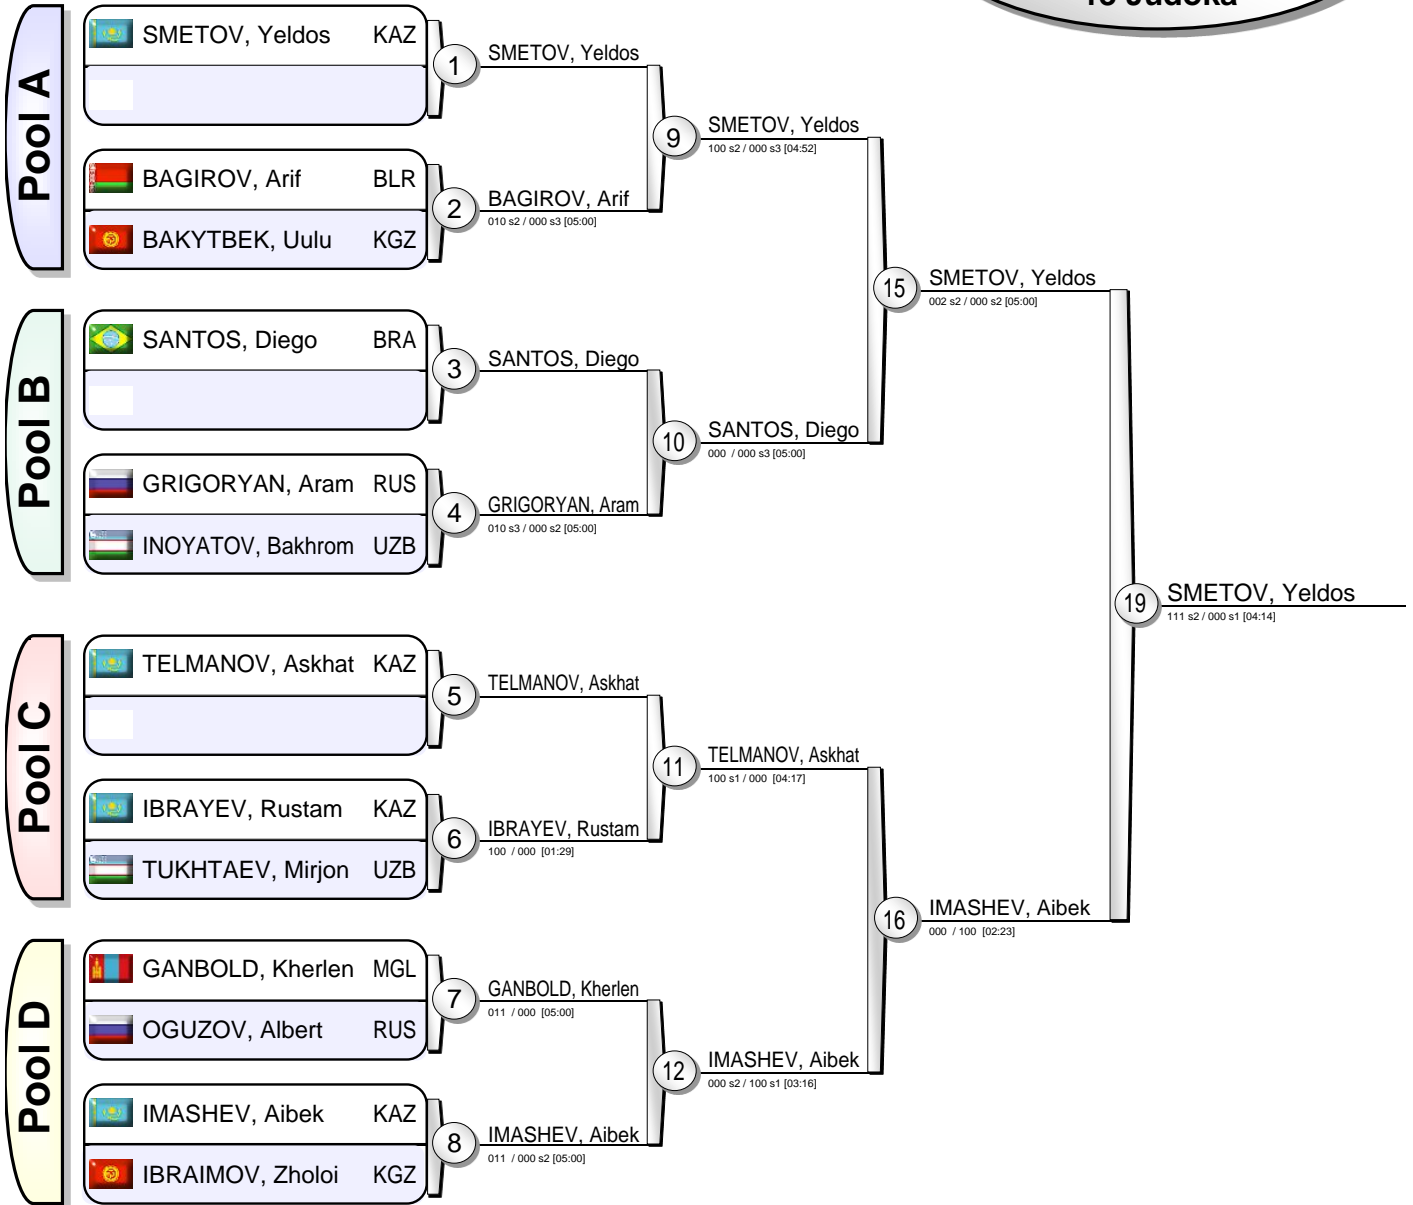 13 Judoka
Pool A
SMETOV, Yeldos KAZ
BAGIROV, Arif BLR
BAKYTBEK, Uulu KGZ
Pool B
SANTOS, Diego BRA
GRIGORYAN, Aram RUS
INOYATOV, Bakhrom UZB
Pool C
TELMANOV, Askhat KAZ
IBRAYEV, Rustam KAZ
TUKHTAEV, Mirjon UZB
Pool D
GANBOLD, Kherlen MGL
OGUZOV, Albert RUS
IMASHEV, Aibek KAZ
IBRAIMOV, Zholoi KGZ
1
SMETOV, Yeldos
2
BAGIROV, Arif
010 s2 / 000 s3 [05:00]
3
SANTOS, Diego
4
GRIGORYAN, Aram
010 s3 / 000 s2 [05:00]
5
TELMANOV, Askhat
6
IBRAYEV, Rustam
100 / 000 [01:29]
7
GANBOLD, Kherlen
011 / 000 [05:00]
8
IMASHEV, Aibek
011 / 000 s2 [05:00]
9
SMETOV, Yeldos
100 s2 / 000 s3 [04:52]
10
SANTOS, Diego
000 / 000 s3 [05:00]
11
TELMANOV, Askhat
100 s1 / 000 [04:17]
12
IMASHEV, Aibek
000 s2 / 100 s1 [03:16]
15
SMETOV, Yeldos
002 s2 / 000 s2 [05:00]
16
IMASHEV, Aibek
000 / 100 [02:23]
19
SMETOV, Yeldos
111 s2 / 000 s1 [04:14]